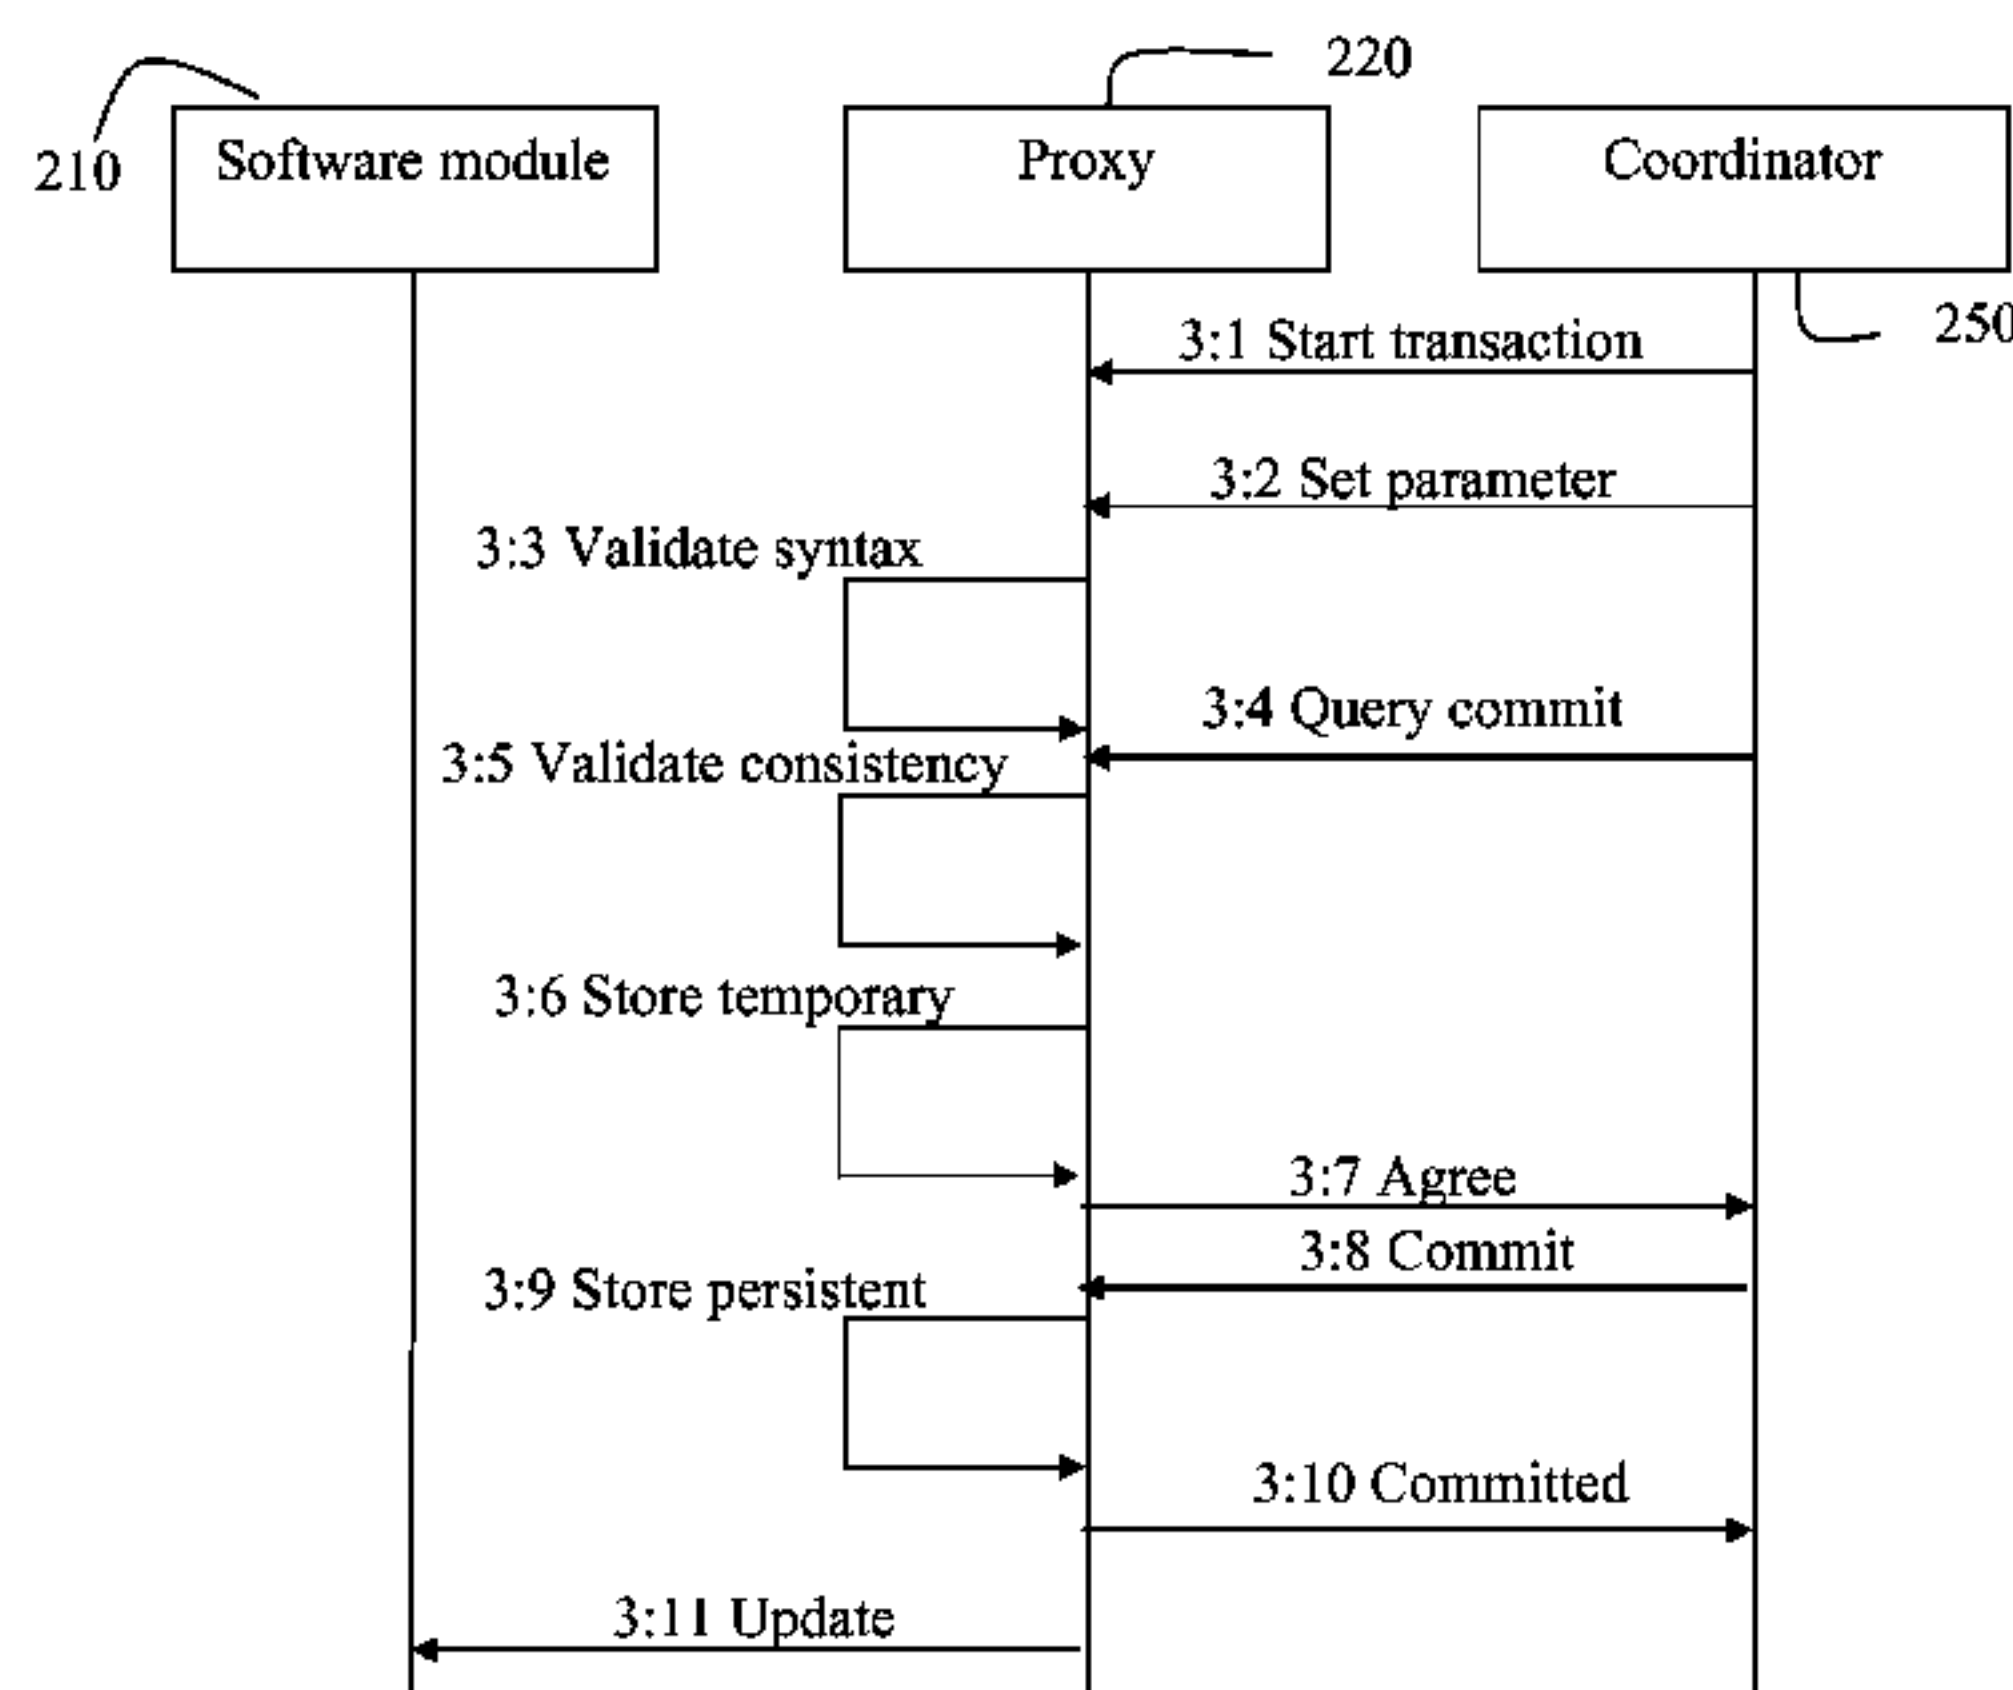 220
210
Software module
Proxy
Coordinator
250
3:1 Start transaction
3:2 Set parameter
3:3 Validate syntax
3:4 Query commit
3:5 Validate consistency
3:6 Store temporary
3:7 Agree
3:8 Commit
3:9 Store persistent
3:10 Committed
3:11 Update